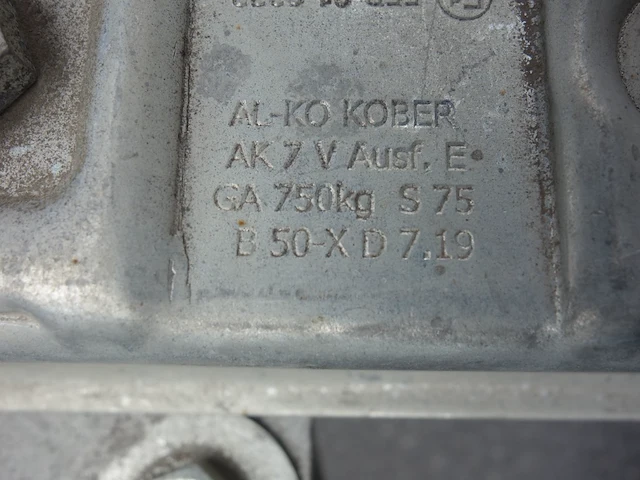 AL-KO KOBER
AK 7 V Ausf. E
GA 750kg S 75
B 50-X D 7.19